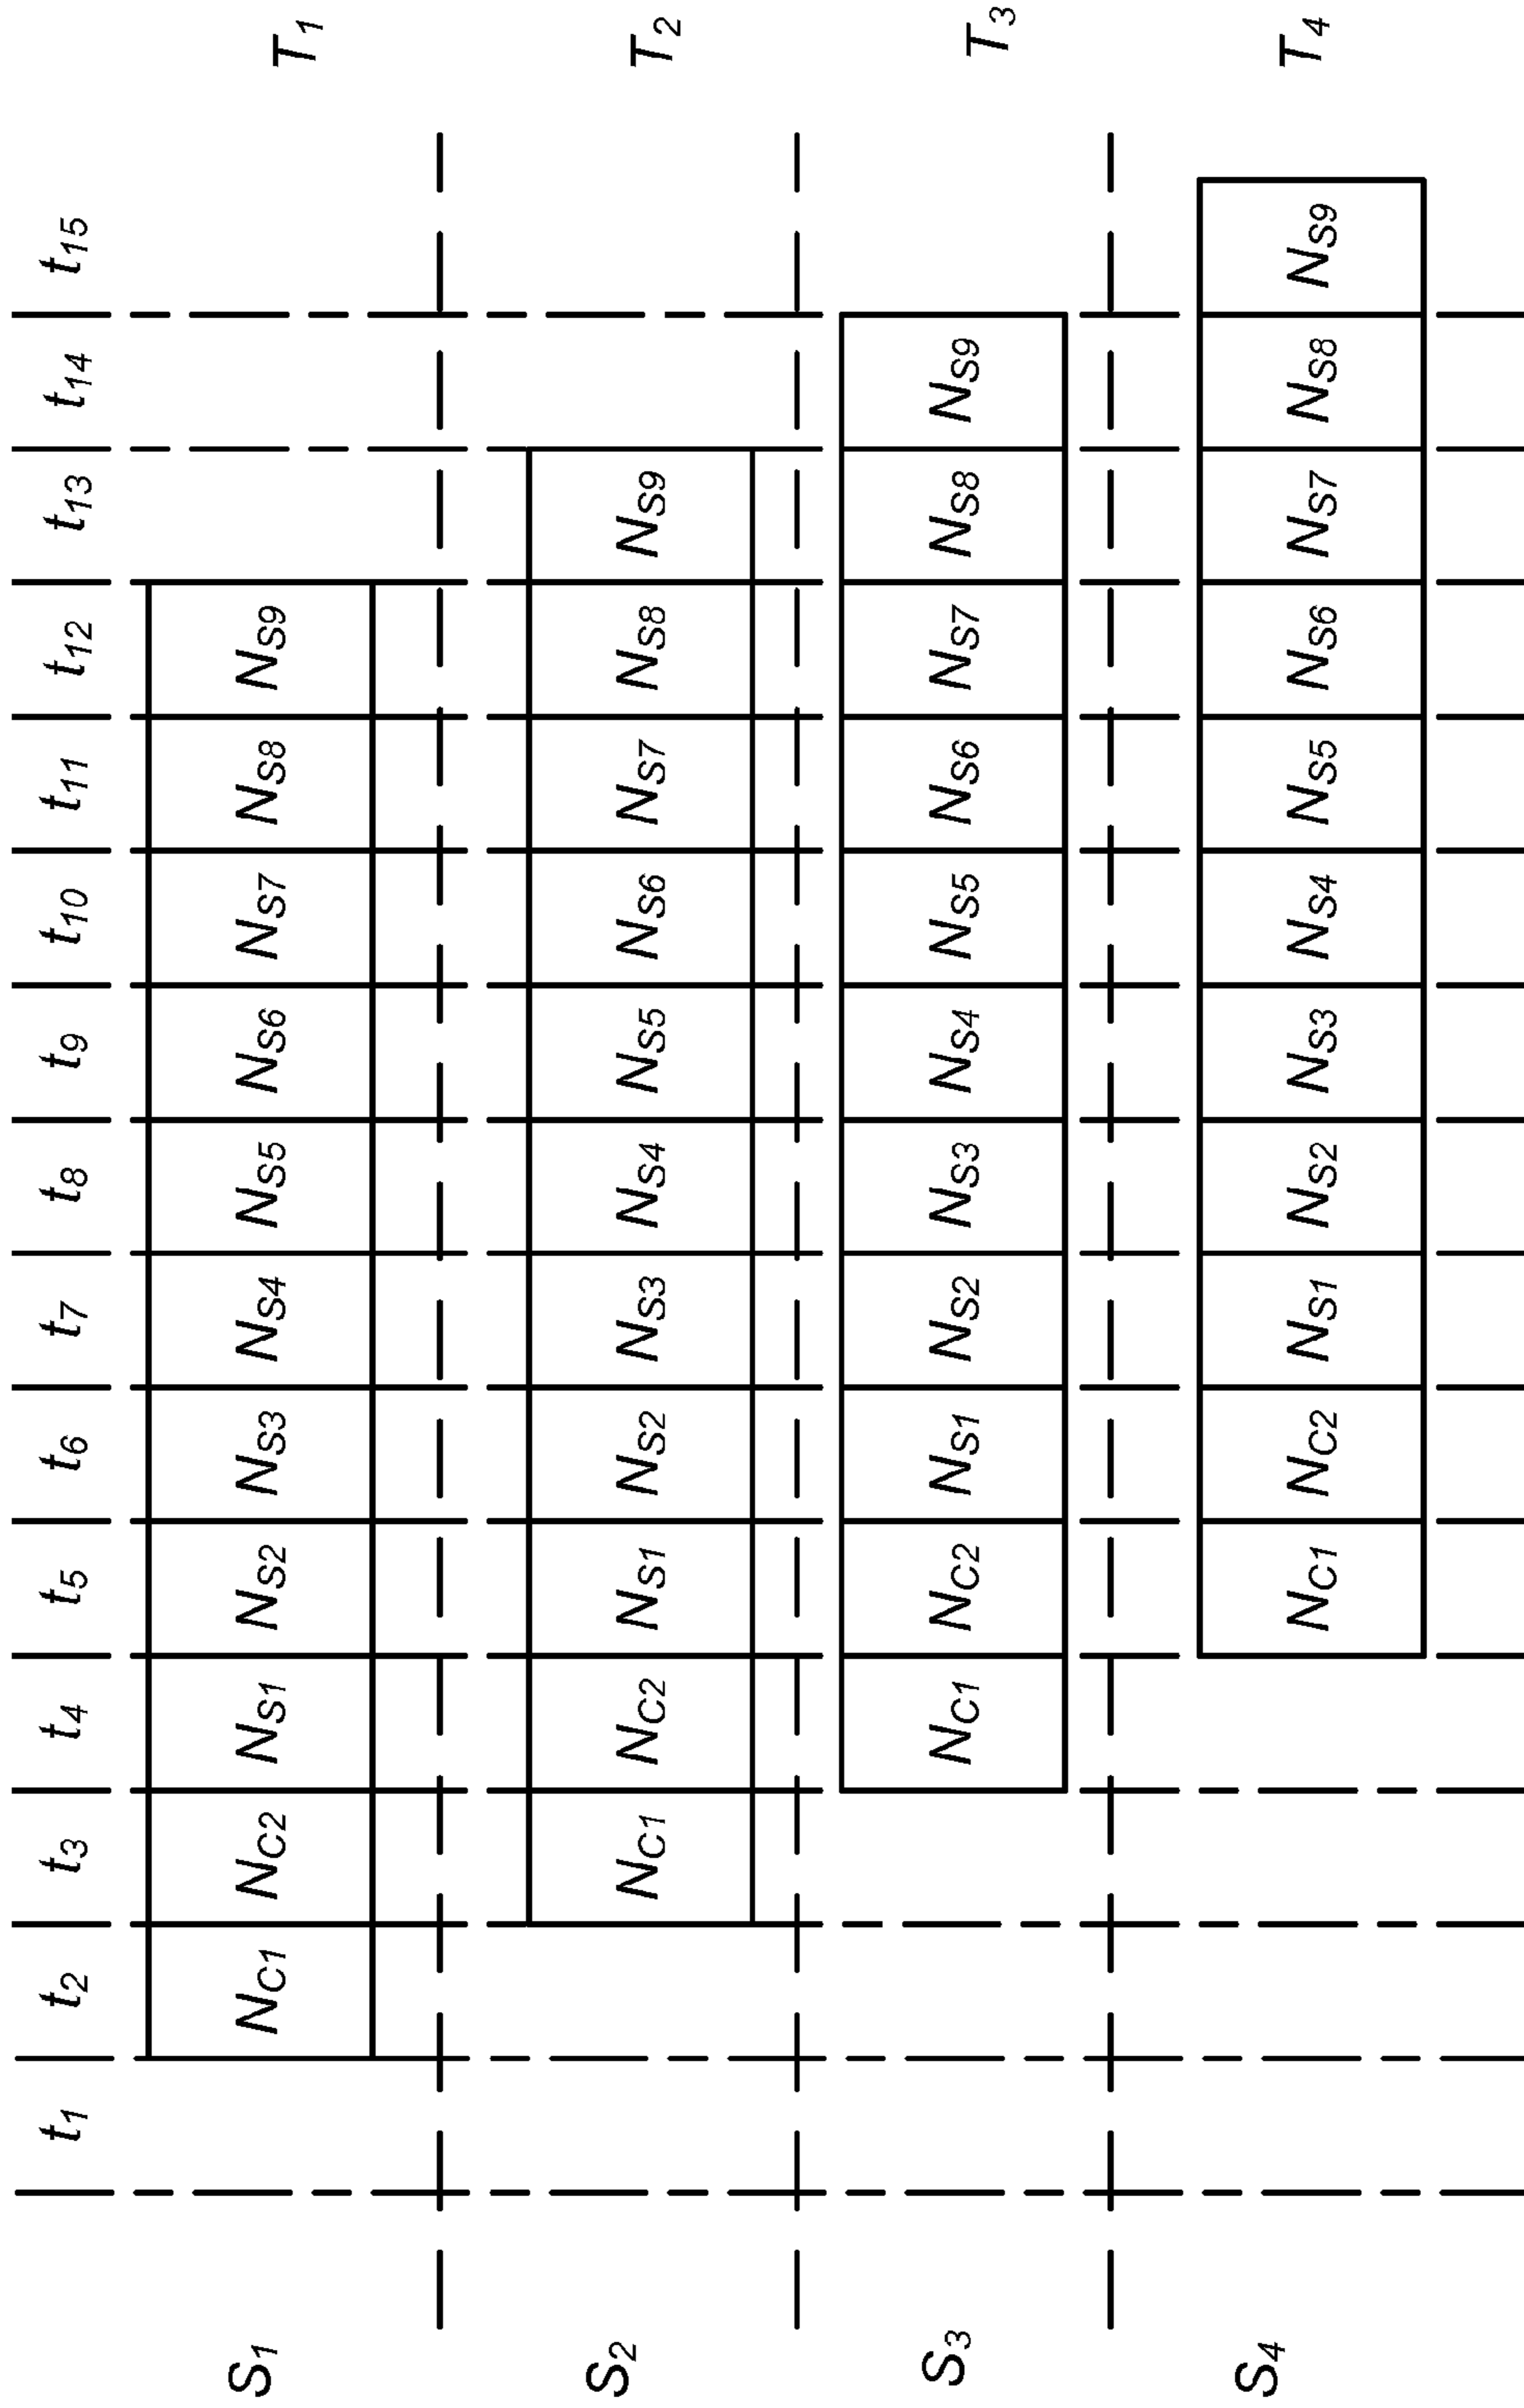 t1 t2 t3 t4 t5 t6 t7 t8 t9 t10 t11 t12 t13 t14 t15
S1 NC1 NC2 NS1 NS2 NS3 NS4 NS5 NS6 NS7 NS8 NS9 T1
S2 NC1 NC2 NS1 NS2 NS3 NS4 NS5 NS6 NS7 NS8 NS9 T2
S3 NC1 NC2 NS1 NS2 NS3 NS4 NS5 NS6 NS7 NS8 NS9 T3
S4 NC1 NC2 NS1 NS2 NS3 NS4 NS5 NS6 NS7 NS8 NS9 T4